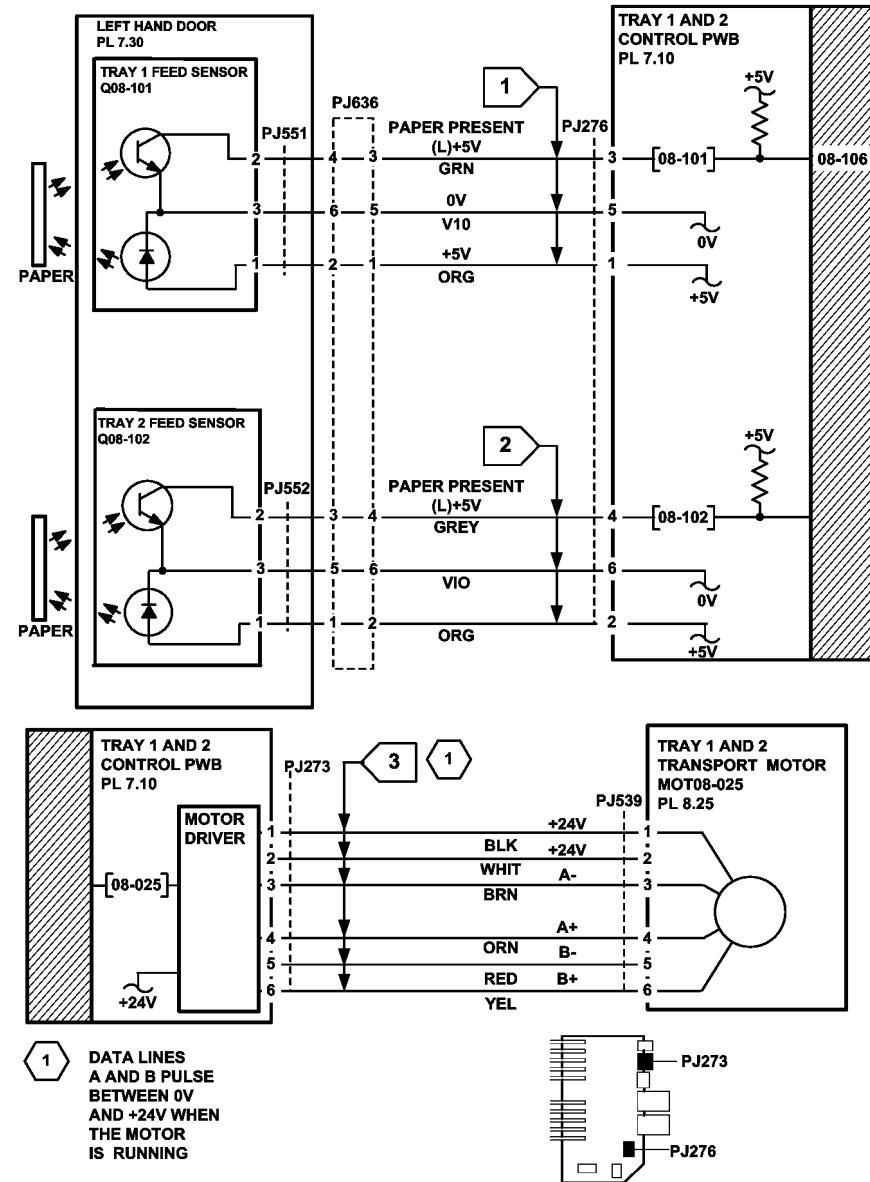 LEFT HAND DOOR
PL 7.30
TRAY 1 FEED SENSOR
Q08-101
PJ551
PJ636
PAPER PRESENT
(L)+5V
GRN
0V
V10
+5V
ORG
1
PJ276
TRAY 1 AND 2
CONTROL PWB
PL 7.10
+5V
2 4 3 3
[08-101]
08-106
3 6 5 5
0V
1 2 1 1
+5V
PAPER
TRAY 2 FEED SENSOR
Q08-102
PJ552
PAPER PRESENT
(L)+5V
GREY
VIO
ORG
2
+5V
2 3 4 4
[08-102]
3 5 6 6
0V
1 1 2 2
+5V
PAPER
TRAY 1 AND 2
CONTROL PWB
PL 7.10
MOTOR
DRIVER
[08-025]
+24V
PJ273
3
1
PJ539
TRAY 1 AND 2
TRANSPORT MOTOR
MOT08-025
PL 8.25
1 +24V 1
BLK
2 +24V 2
WHIT
3 A- 3
BRN
4 A+ 4
ORN
5 B- 5
RED
6 B+ 6
YEL
1
DATA LINES
A AND B PULSE
BETWEEN 0V
AND +24V WHEN
THE MOTOR
IS RUNNING
PJ273
PJ276